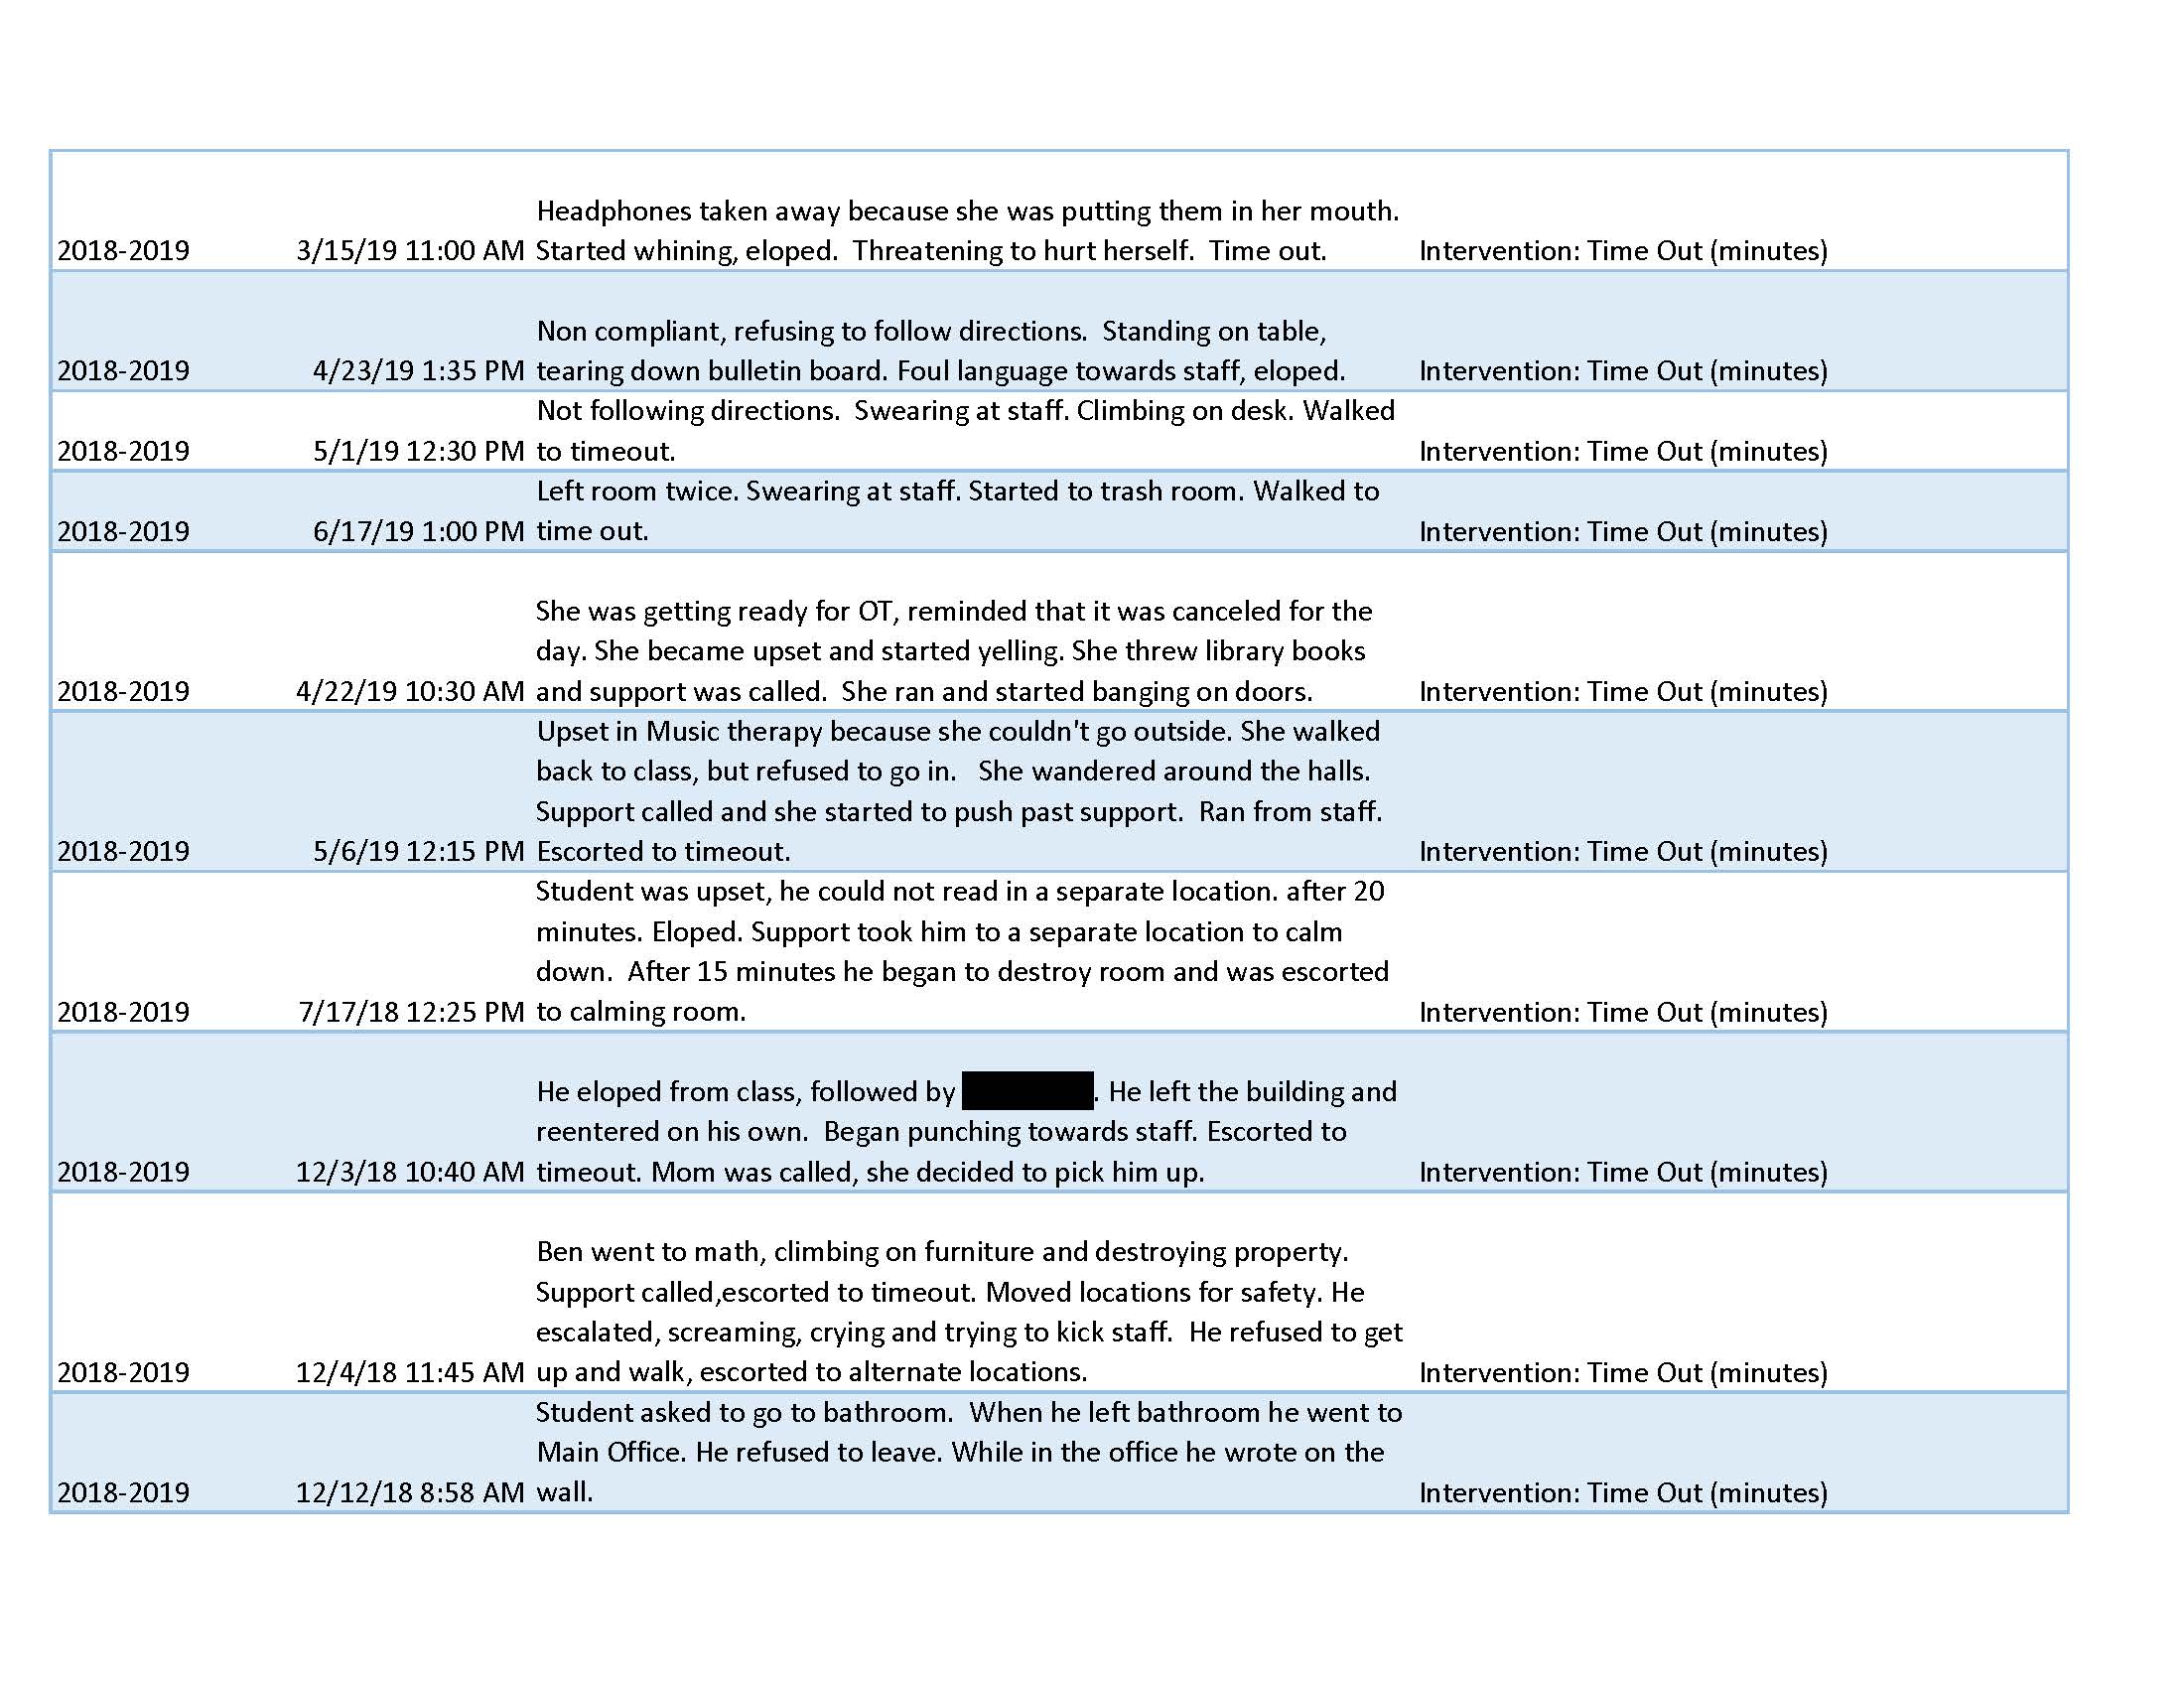 Headphones taken away because she was putting them in her mouth.
2018-2019 3/15/19 11:00 AM Started whining, eloped.  Threatening to hurt herself.  Time out. Intervention: Time Out (minutes)
Non compliant, refusing to follow directions.  Standing on table,
2018-2019 4/23/19 1:35 PM tearing down bulletin board. Foul language towards staff, eloped. Intervention: Time Out (minutes)
Not following directions.  Swearing at staff. Climbing on desk. Walked
2018-2019 5/1/19 12:30 PM to timeout. Intervention: Time Out (minutes)
Left room twice. Swearing at staff. Started to trash room. Walked to
2018-2019 6/17/19 1:00 PM time out. Intervention: Time Out (minutes)
She was getting ready for OT, reminded that it was canceled for the
day. She became upset and started yelling. She threw library books
2018-2019 4/22/19 10:30 AM and support was called.  She ran and started banging on doors. Intervention: Time Out (minutes)
Upset in Music therapy because she couldn't go outside. She walked
back to class, but refused to go in.   She wandered around the halls.
Support called and she started to push past support.  Ran from staff.
2018-2019 5/6/19 12:15 PM Escorted to timeout. Intervention: Time Out (minutes)
Student was upset, he could not read in a separate location. after 20
minutes. Eloped. Support took him to a separate location to calm
down.  After 15 minutes he began to destroy room and was escorted
2018-2019 7/17/18 12:25 PM to calming room. Intervention: Time Out (minutes)
He eloped from class, followed by . He left the building and
reentered on his own.  Began punching towards staff. Escorted to
2018-2019 12/3/18 10:40 AM timeout. Mom was called, she decided to pick him up. Intervention: Time Out (minutes)
Ben went to math, climbing on furniture and destroying property.
Support called,escorted to timeout. Moved locations for safety. He
escalated, screaming, crying and trying to kick staff.  He refused to get
2018-2019 12/4/18 11:45 AM up and walk, escorted to alternate locations. Intervention: Time Out (minutes)
Student asked to go to bathroom.  When he left bathroom he went to
Main Office. He refused to leave. While in the office he wrote on the
2018-2019 12/12/18 8:58 AM wall. Intervention: Time Out (minutes)